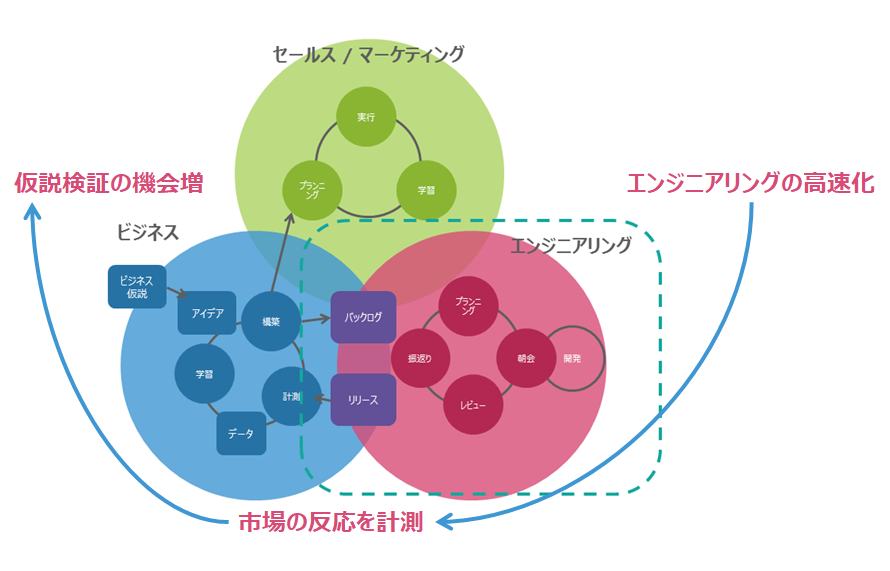 セールス / マーケティング
実行
プランニ
ング
学習
仮説検証の機会増
エンジニアリングの高速化
ビジネス
エンジニアリング
ビジネス
仮説
アイデア
構築
バックログ
プランニ
ング
学習
計測
リリース
振返り
朝会
開発
レビュー
データ
市場の反応を計測